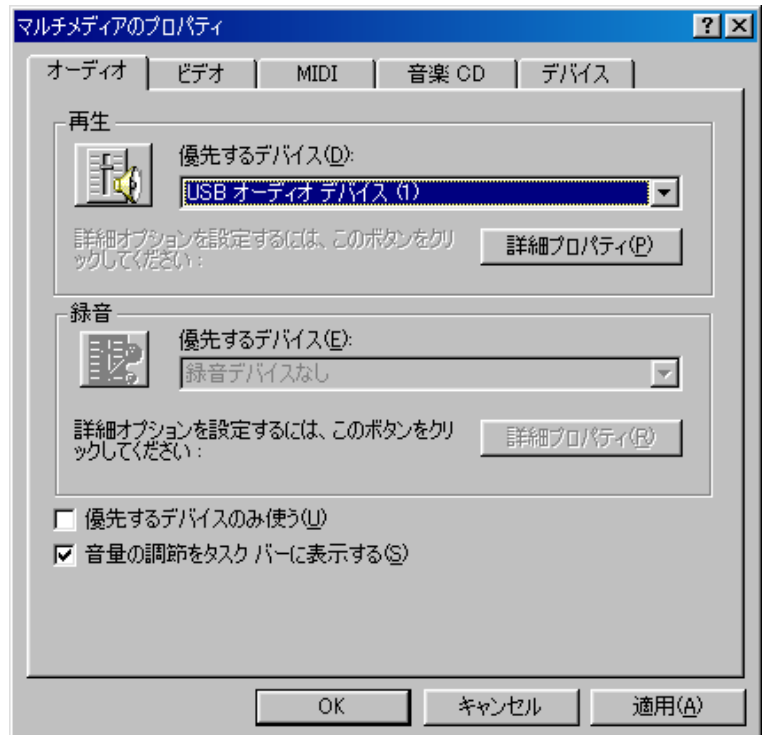 マルチメディアのプロパティ
オーディオ ビデオ MIDI 音楽 CD デバイス
再生
優先するデバイス(D):
USB オーディオ デバイス (1)
詳細オプションを設定するには、このボタンをクリ
ックしてください :
詳細プロパティ(P)
録音
優先するデバイス(E):
録音デバイスなし
詳細オプションを設定するには、このボタンをクリ
ックしてください :
詳細プロパティ(R)
優先するデバイスのみ使う(U)
音量の調節をタスク バーに表示する(S)
OK キャンセル 適用(A)